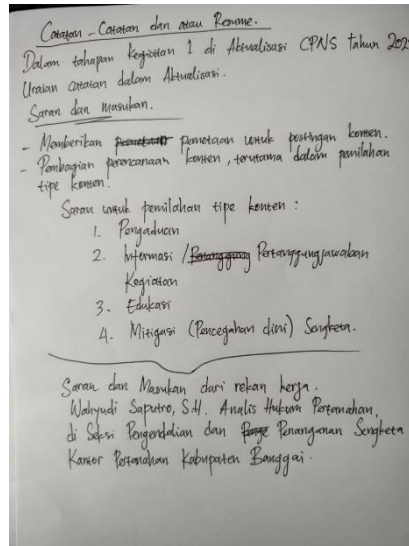 Catatan-Catatan dan atau Resume.
Dalam tahapan Kegiatan 1 di Aktualisasi CPNS tahun 202
Uraian catatan dalam Aktualisasi.
Saran dan masukan.
- Memberikan pemetaan untuk postingan konten.
- Pembagian perencanaan konten, terutama dalam pemilahan
tipe konten.
Saran untuk pemilahan tipe konten :
1. Pengaduan
2. Informasi / Pertanggungjawaban
Kegiatan
3. Edukasi
4. Mitigasi (Pencegahan dini) Sengketa.
Saran dan Masukan dari rekan kerja.
Wahyudi Saputro, S.H. Analis Hukum Pertanahan,
di Seksi Pengendalian dan Penanganan Sengketa
Kantor Pertanahan Kabupaten Banggai.